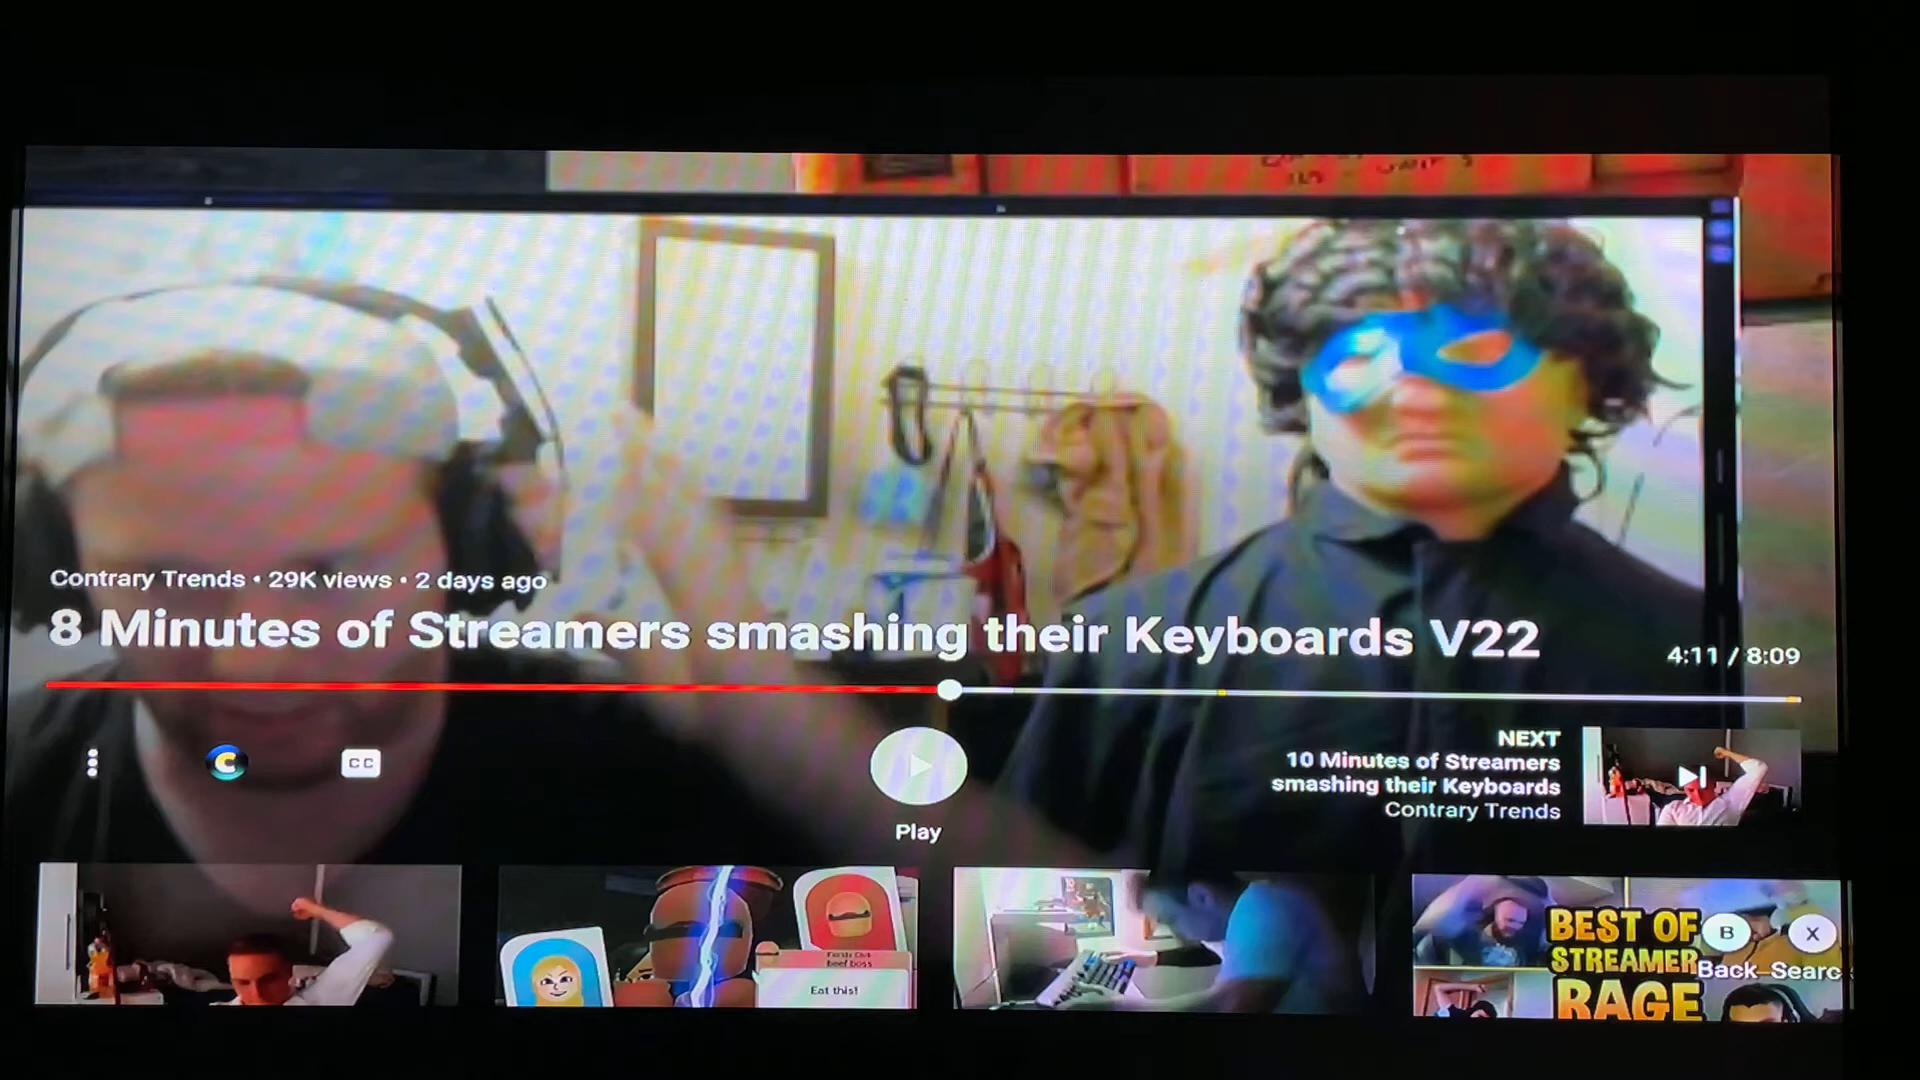 Contrary Trends • 29K views • 2 days ago
8 Minutes of Streamers smashing their Keyboards V22
4:11 / 8:09
C
CC
Play
NEXT
10 Minutes of Streamers
smashing their Keyboards
Contrary Trends
beef boss
Eat this!
BEST OF
STREAMER
RAGE
B
X
Back
Searc